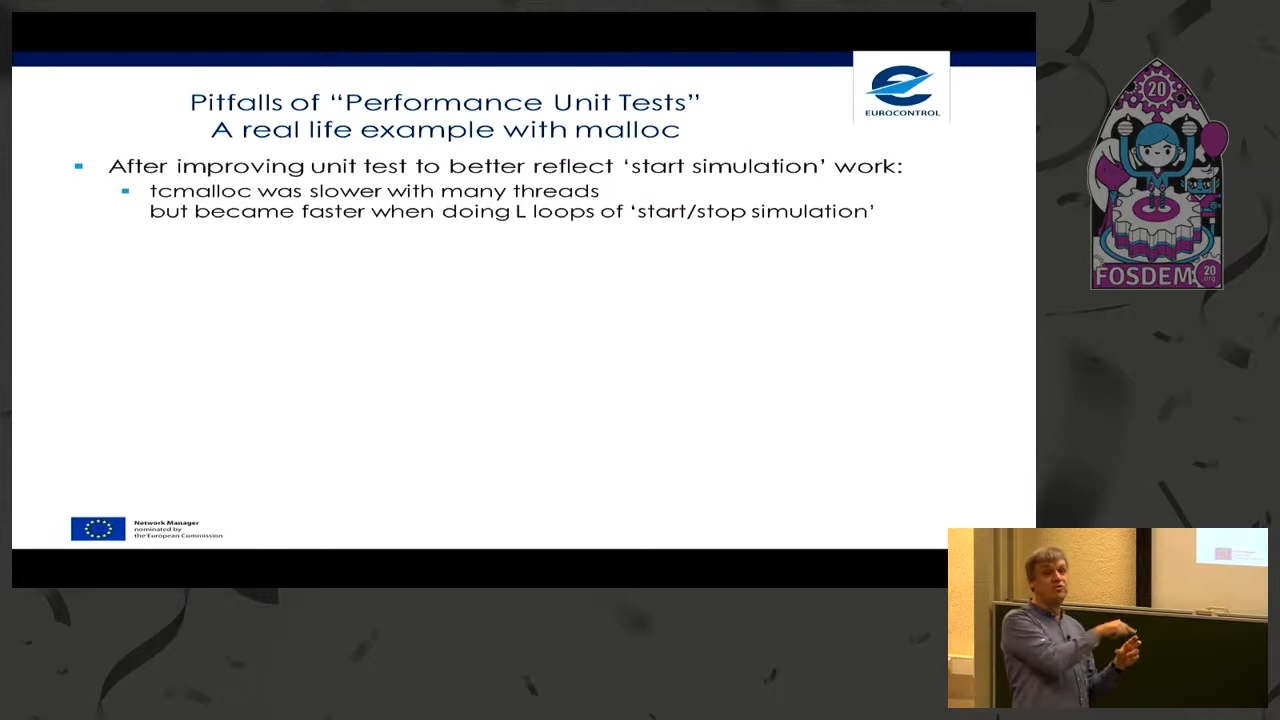 Pitfalls of “Performance Unit Tests”
A real life example with malloc
EUROCONTROL
After improving unit test to better reflect ‘start simulation’ work:
tcmalloc was slower with many threads
but became faster when doing L loops of ‘start/stop simulation’
Network Manager
nominated by
the European Commission
20
FOSDEM 20
.org